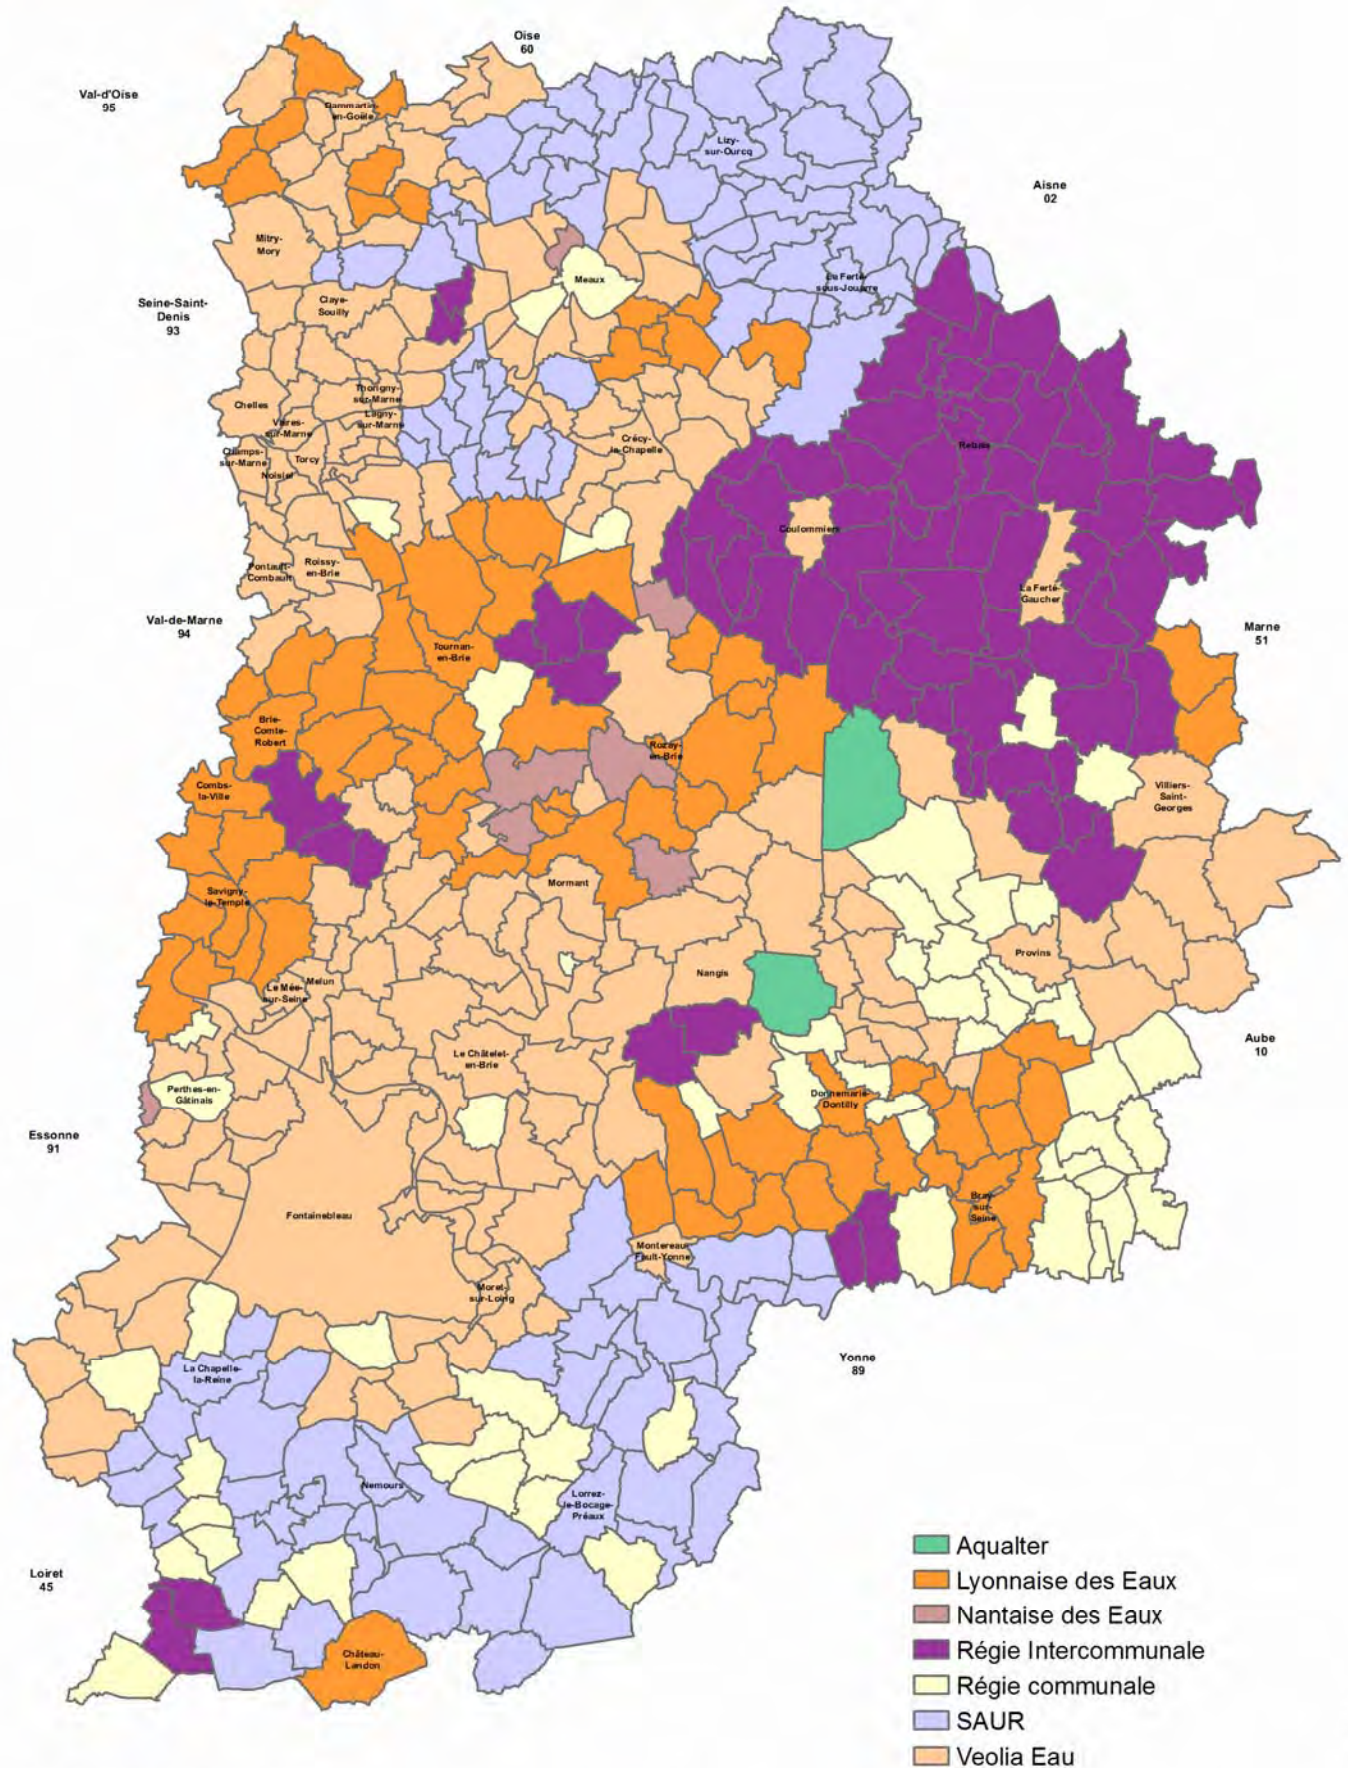 Oise
60
Val-d'Oise
95
Dammartin-
en-Goële
Lizy-
sur-Ourcq
Aisne
02
Mitry-
Mory
Meaux
La Ferté-
sous-Jouarre
Seine-Saint-
Denis
93
Claye-
Souilly
Thorigny-
sur-Marne
Chelles
Lagny-
sur-Marne
Vaires-
sur-Marne
Crécy-
la-Chapelle
Rebais
Champs-
sur-Marne
Torcy
Noisiel
Coulommiers
Pontault-
Combault
Roissy-
en-Brie
La Ferté-
Gaucher
Val-de-Marne
94
Marne
51
Tournan-
en-Brie
Brie-
Comte-
Robert
Rozay-
en-Brie
Combs-
la-Ville
Villiers-
Saint-
Georges
Savigny-
le-Temple
Mormant
Provins
Nangis
Melun
Le Mée-
sur-Seine
Aube
10
Le Châtelet-
en-Brie
Perthes-en-
Gâtinais
Donnemarie-
Dontilly
Essonne
91
Bray-
sur-
Seine
Fontainebleau
Montereau-
Fault-Yonne
Moret-
sur-Loing
Yonne
89
La Chapelle-
la-Reine
Nemours
Lorrez-
le-Bocage-
Préaux
Loiret
45
Château-
Landon
Aqualter
Lyonnaise des Eaux
Nantaise des Eaux
Régie Intercommunale
Régie communale
SAUR
Veolia Eau